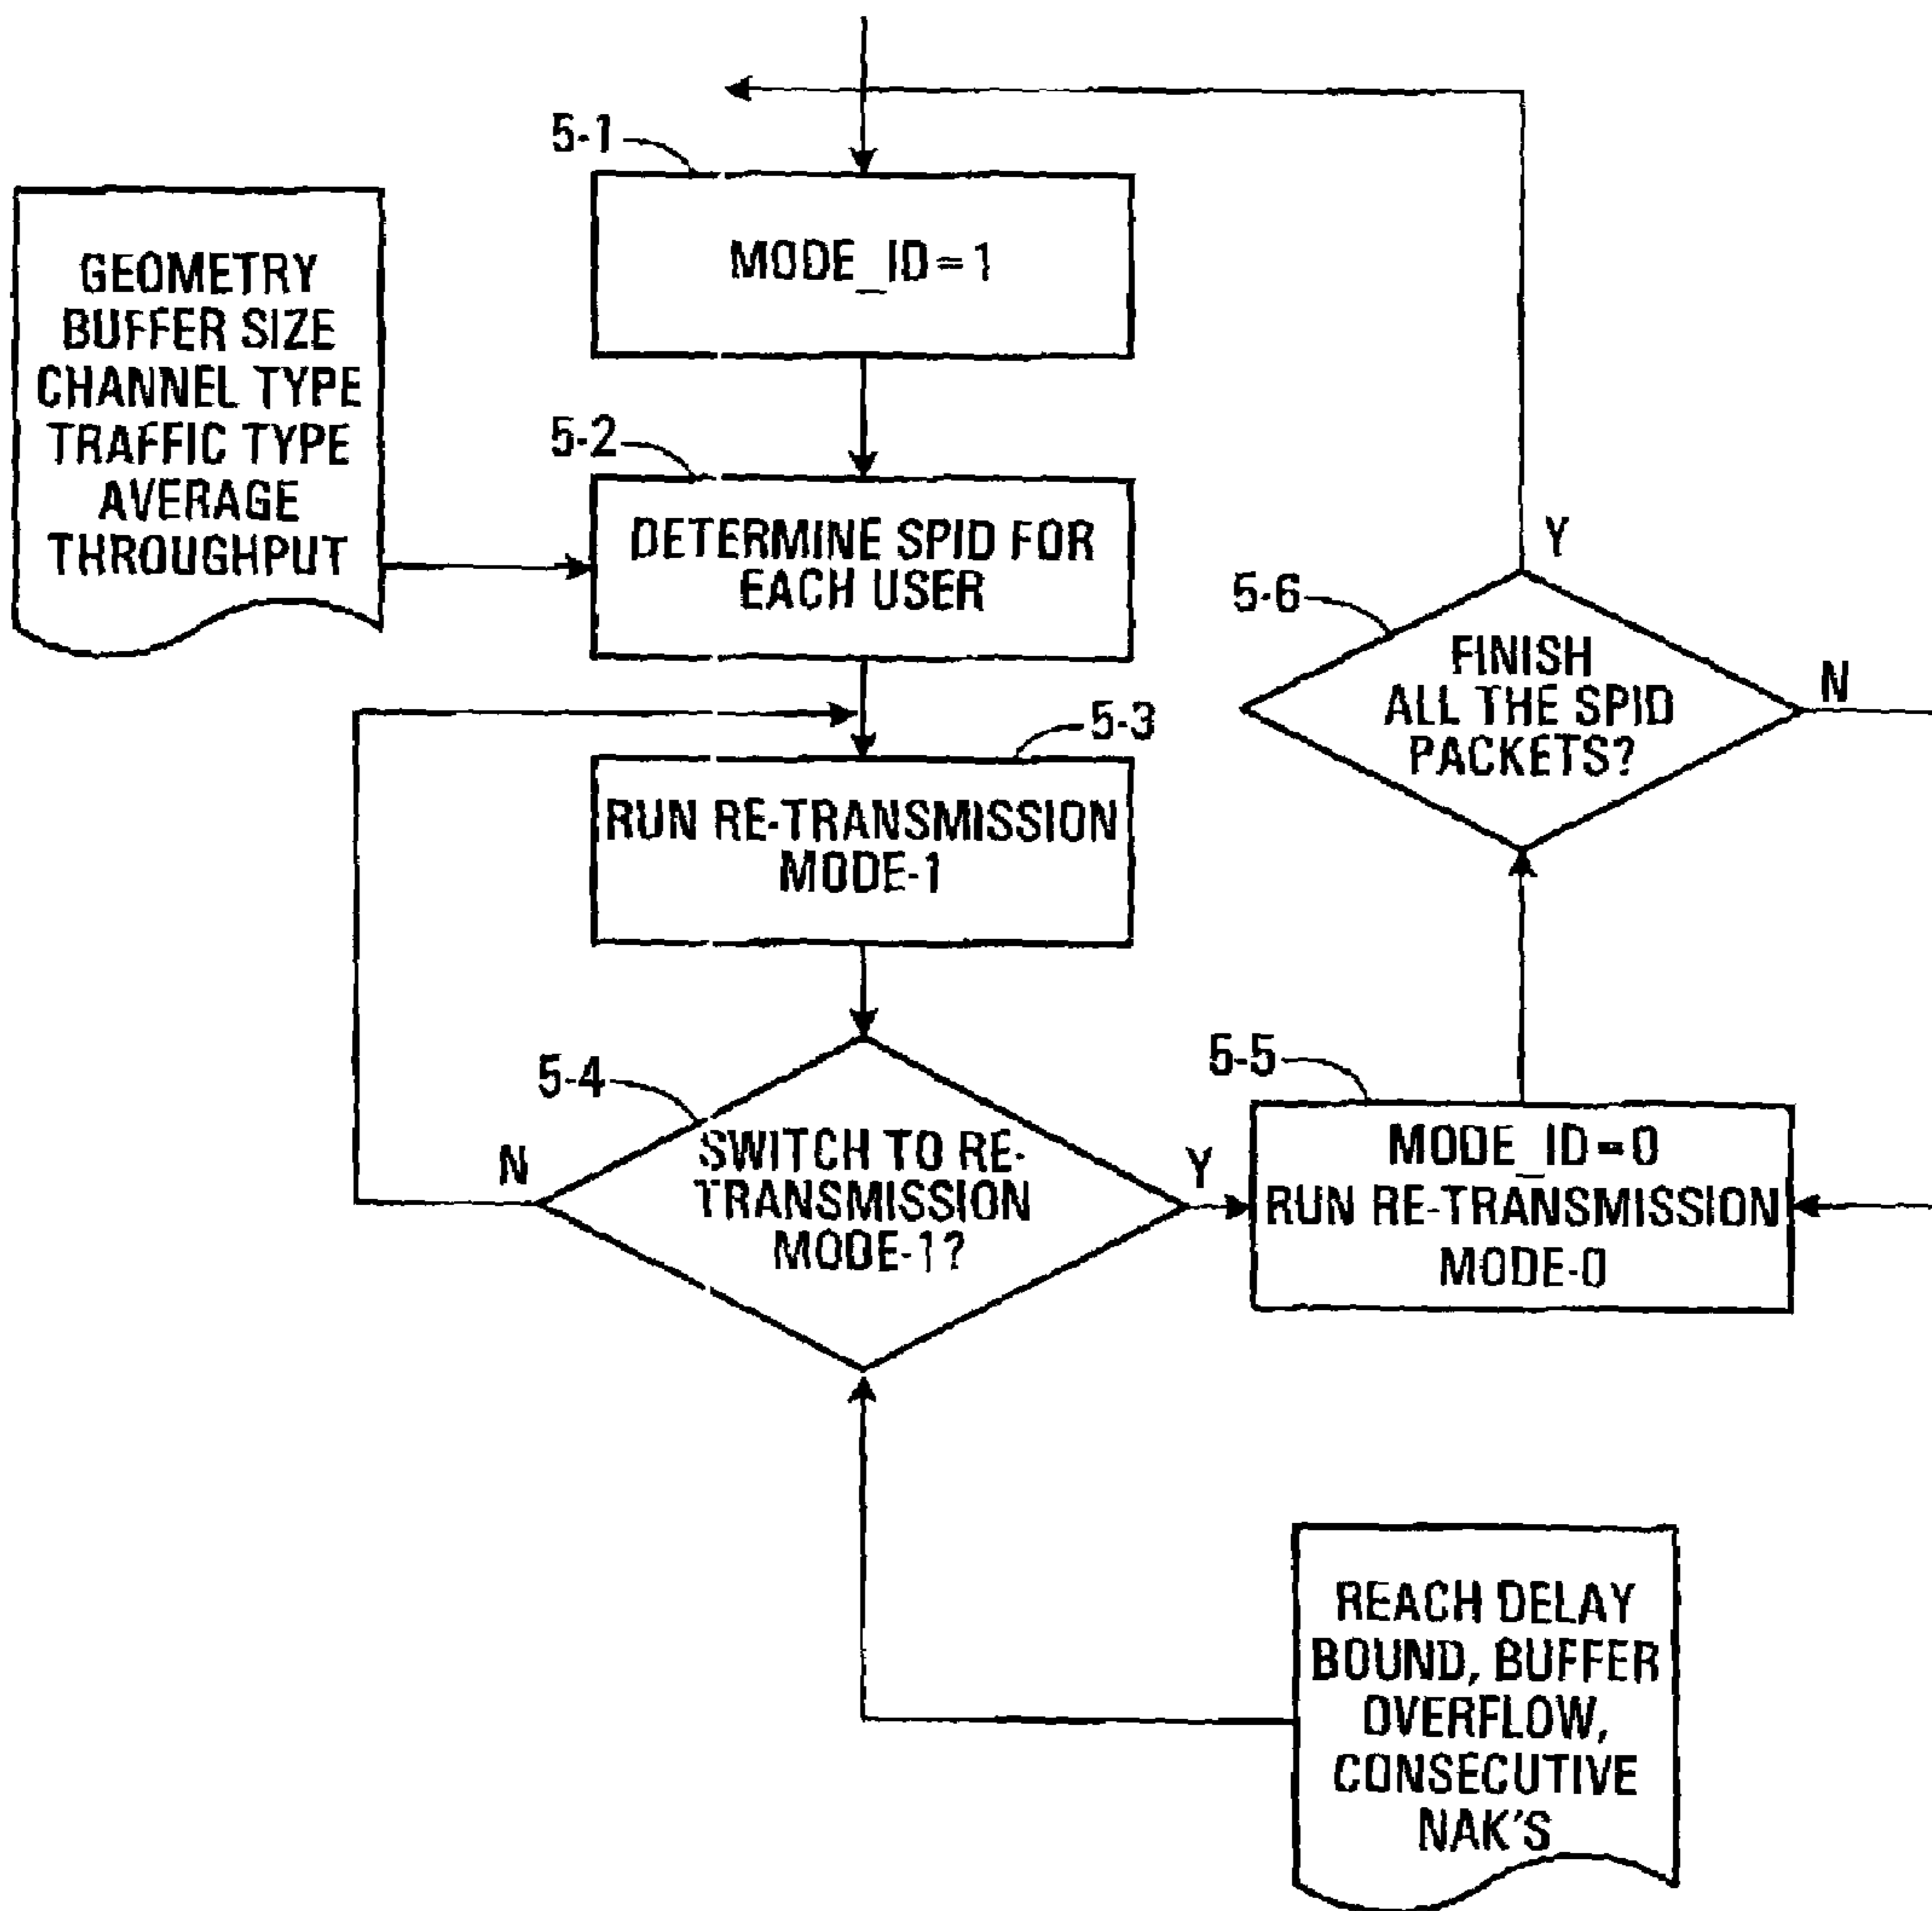 5-1
MODE_ID=1
GEOMETRY
BUFFER SIZE
CHANNEL TYPE
TRAFFIC TYPE
AVERAGE
THROUGHPUT
5-2
DETERMINE SPID FOR
EACH USER
5-3
RUN RE-TRANSMISSION
MODE-1
5-4
SWITCH TO RE-
TRANSMISSION
MODE-1?
N
Y
5-5
MODE_ID=0
RUN RE-TRANSMISSION
MODE-0
5-6
FINISH
ALL THE SPID
PACKETS?
Y
N
REACH DELAY
BOUND, BUFFER
OVERFLOW,
CONSECUTIVE
NAK'S